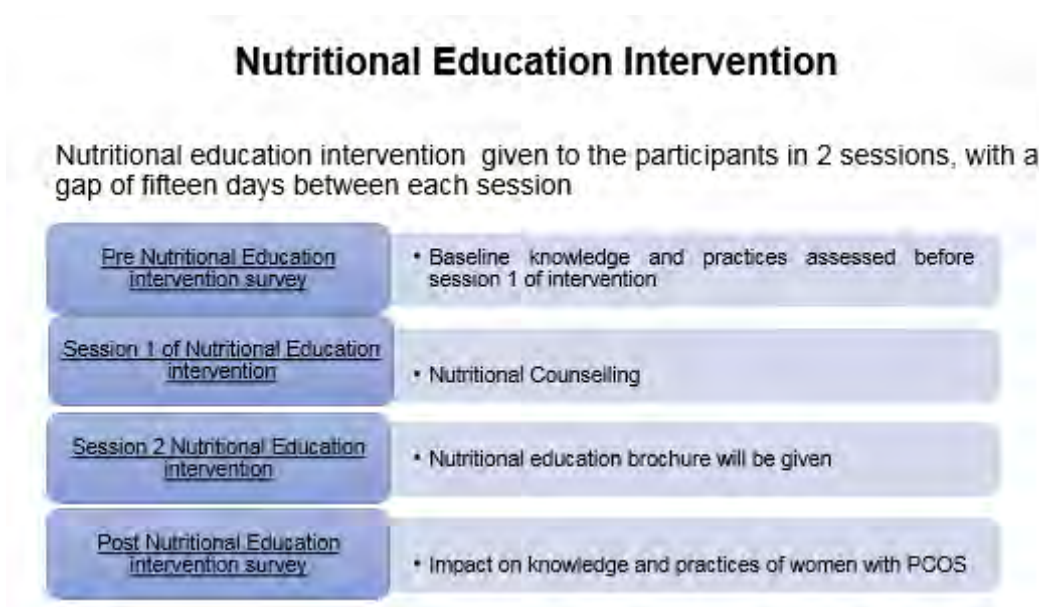 Nutritional Education Intervention
Nutritional education intervention given to the participants in 2 sessions, with a
gap of fifteen days between each session
Pre Nutritional Education
intervention survey
• Baseline knowledge and practices assessed before
session 1 of intervention
Session 1 of Nutritional Education
intervention
• Nutritional Counselling
Session 2 Nutritional Education
intervention
• Nutritional education brochure will be given
Post Nutritional Education
intervention survey
• Impact on knowledge and practices of women with PCOS